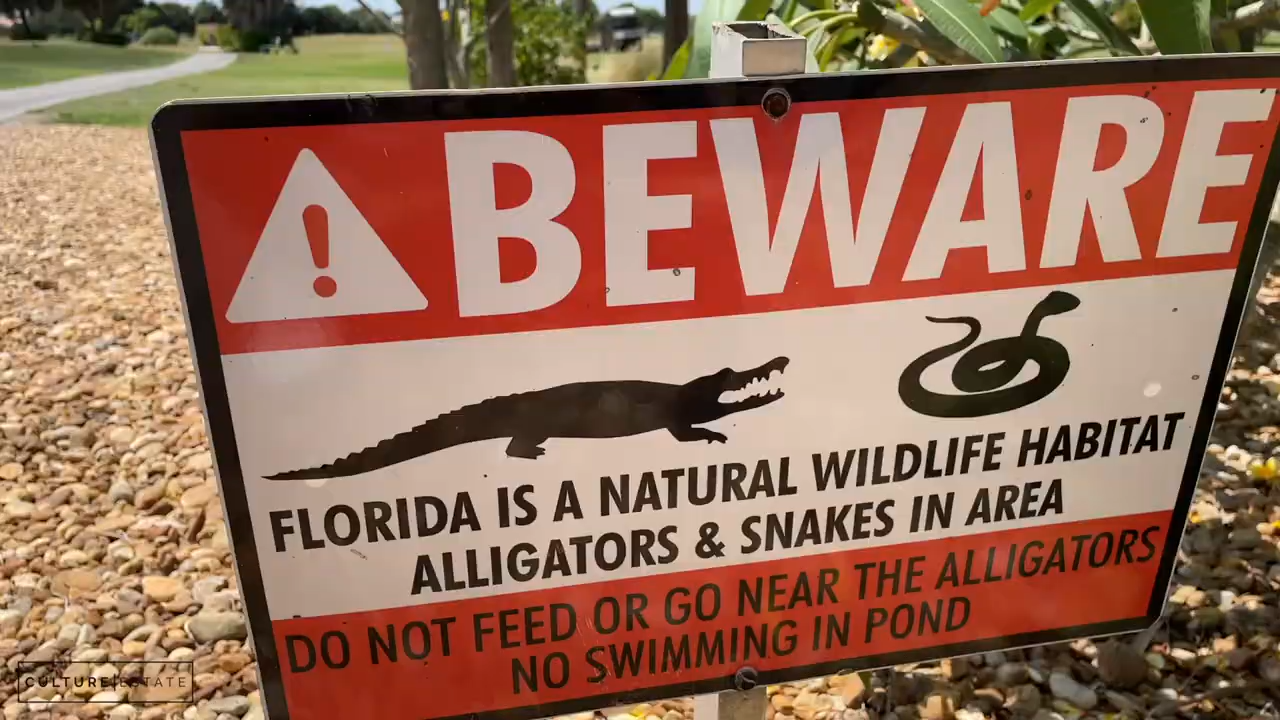 BEWARE
FLORIDA IS A NATURAL WILDLIFE HABITAT
ALLIGATORS & SNAKES IN AREA
DO NOT FEED OR GO NEAR THE ALLIGATORS
NO SWIMMING IN POND
CULTURE ESTATE